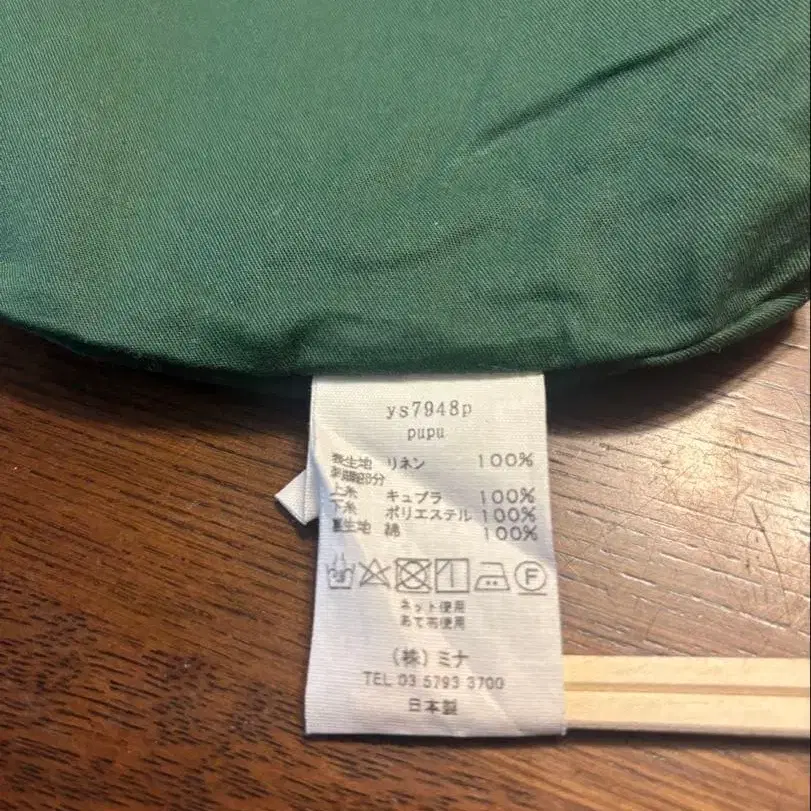 ys7948p
pupu
表生地 リネン 100%
刺繍部分
上糸 キュプラ 100%
下糸 ポリエステル 100%
裏生地 綿 100%
F
ネット使用
あて布使用
(株)ミナ
TEL 03 5793 3700
日本製